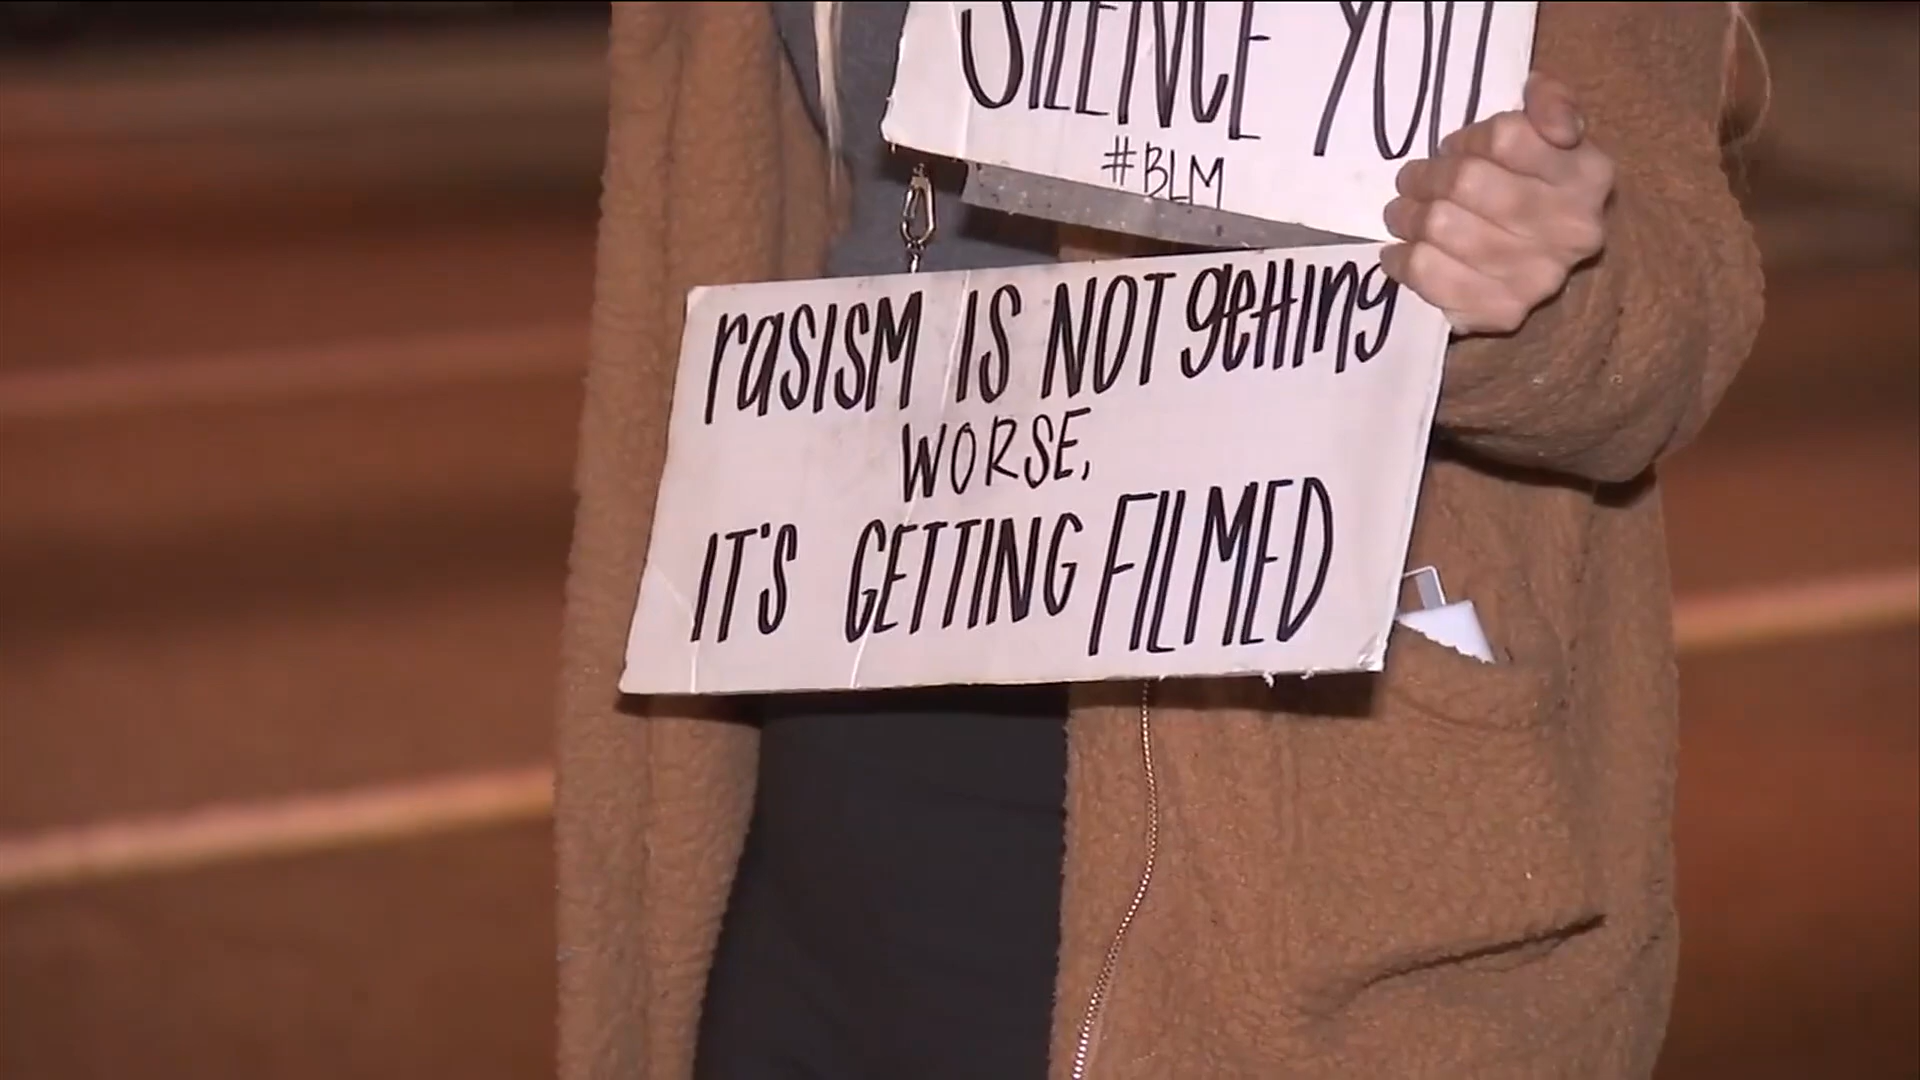 SILENCE YOU
#BLM
rasism is not getting
WORSE,
IT'S GETTING FILMED